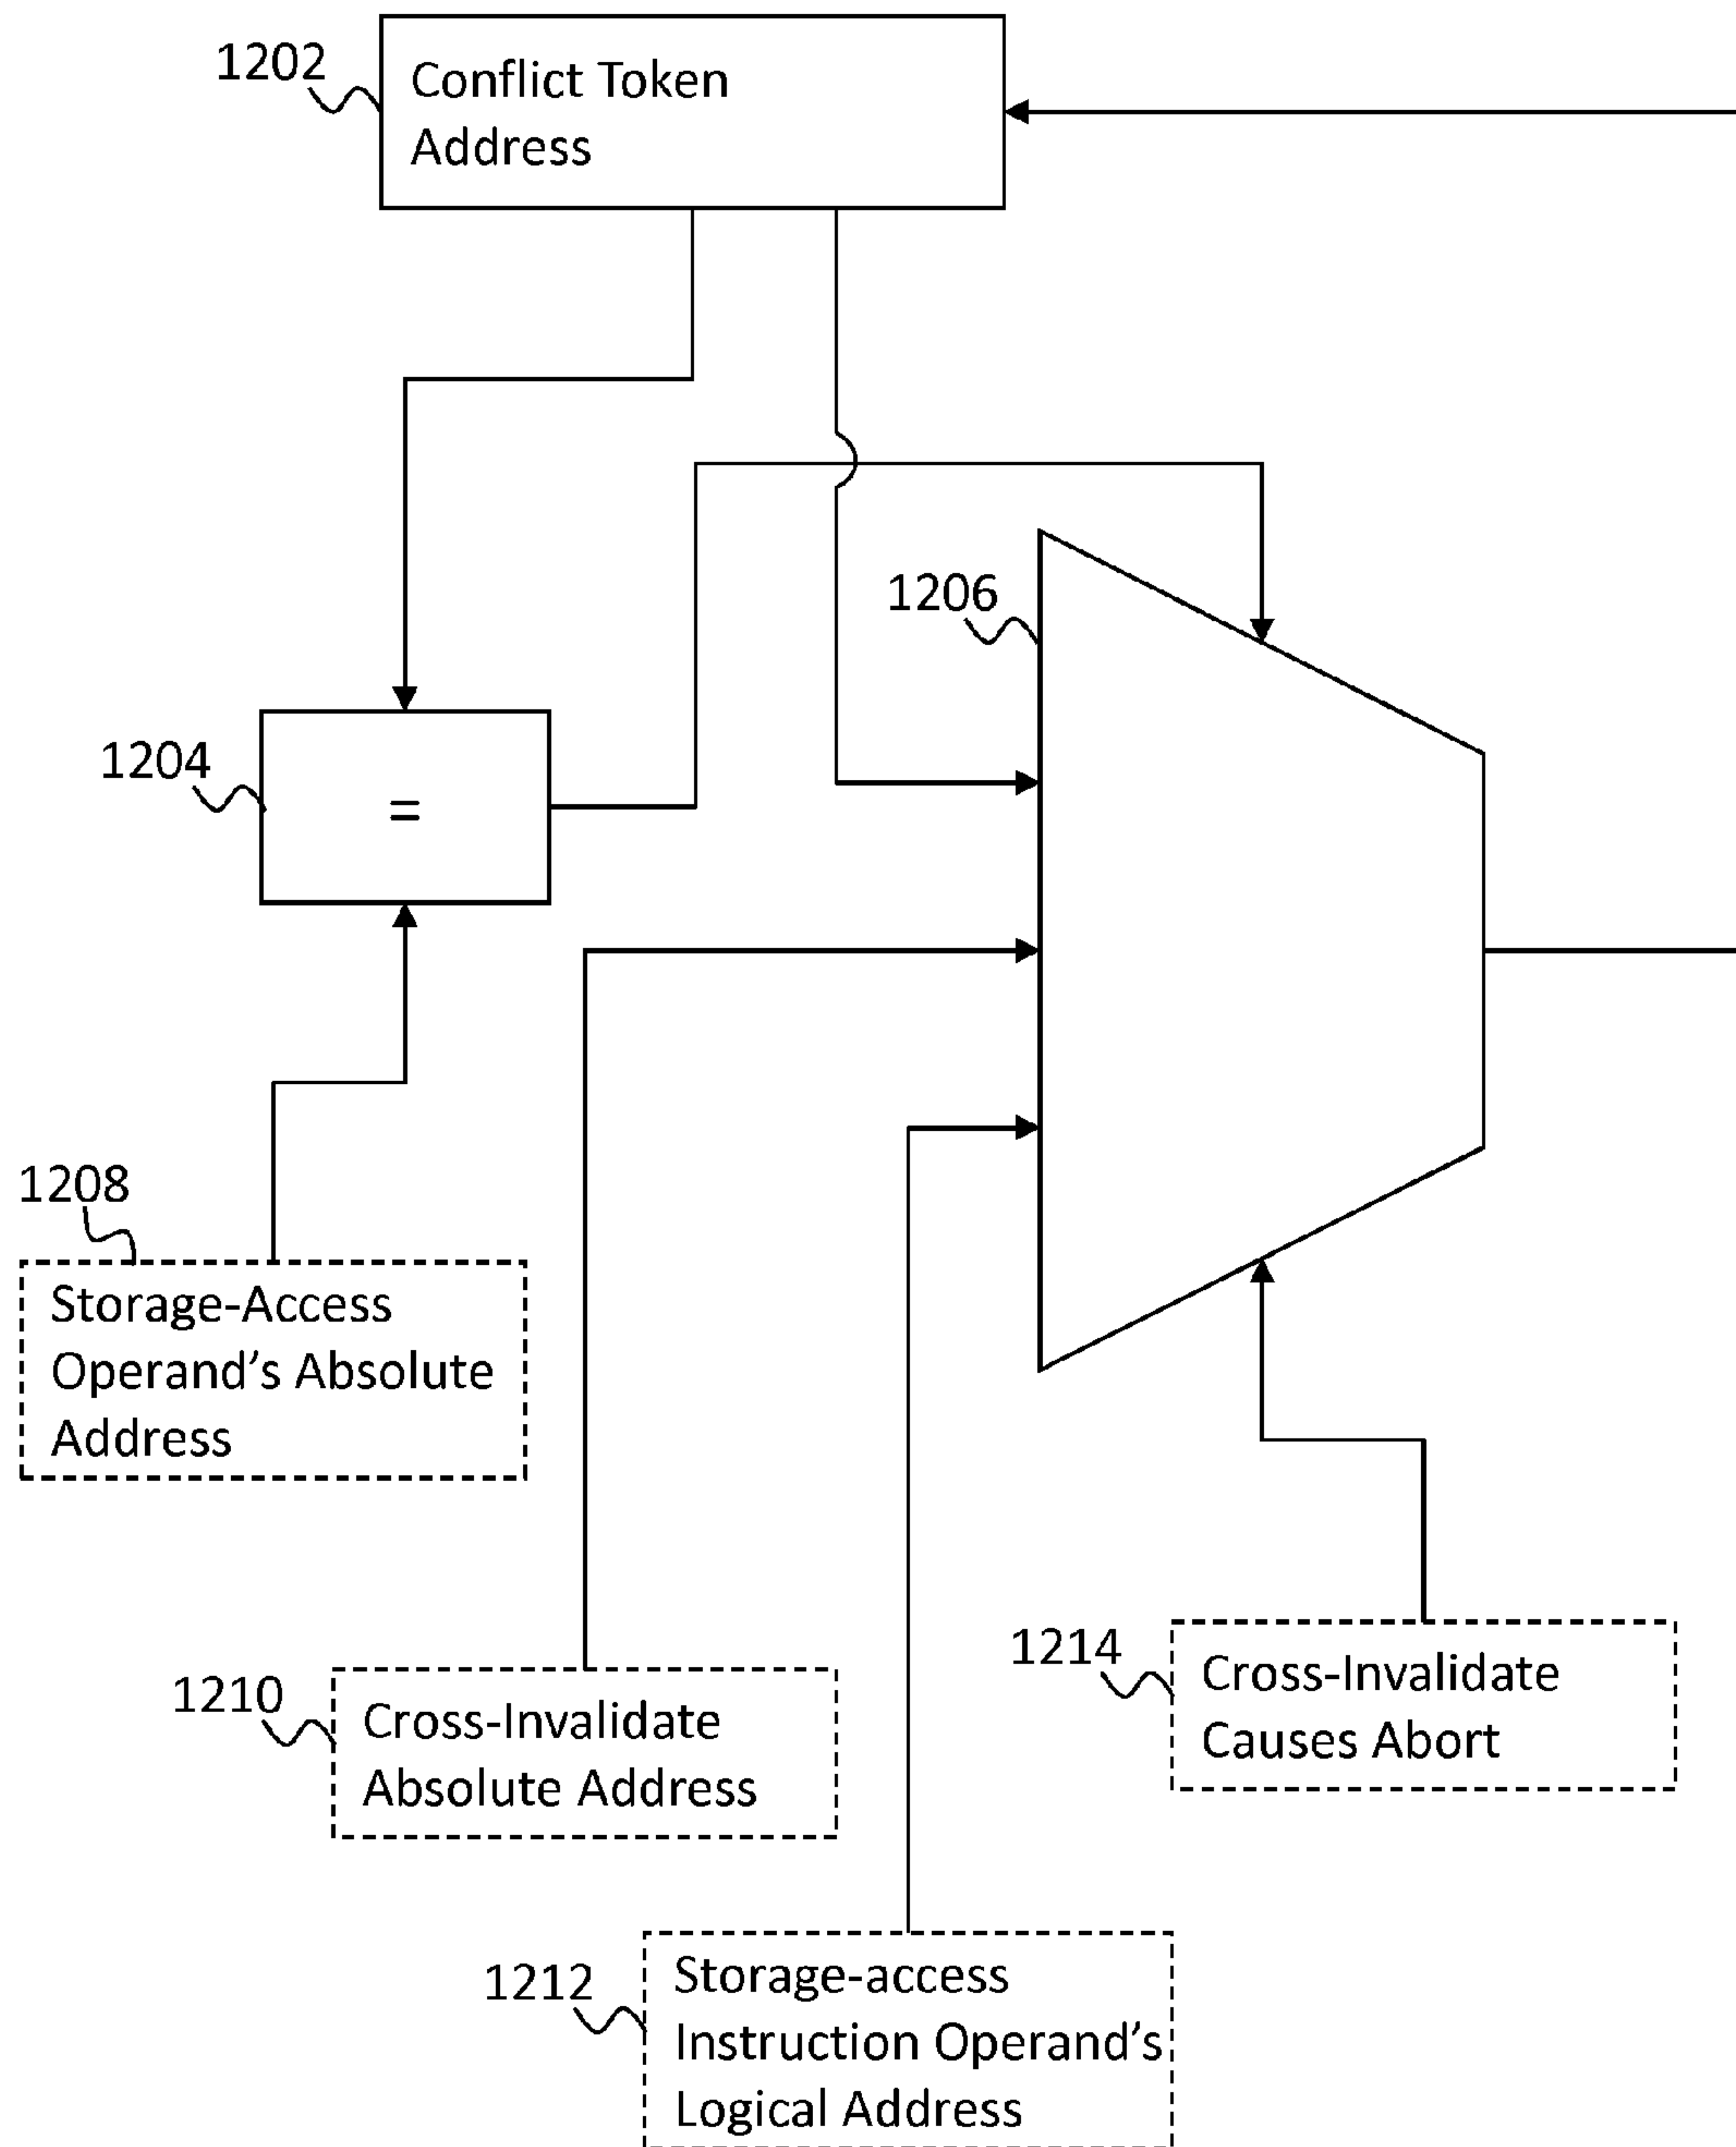 1202
Conflict Token
Address
1206
1204
=
1208
Storage-Access
Operand's Absolute
Address
1214
Cross-Invalidate
Causes Abort
1210
Cross-Invalidate
Absolute Address
1212
Storage-access
Instruction Operand's
Logical Address